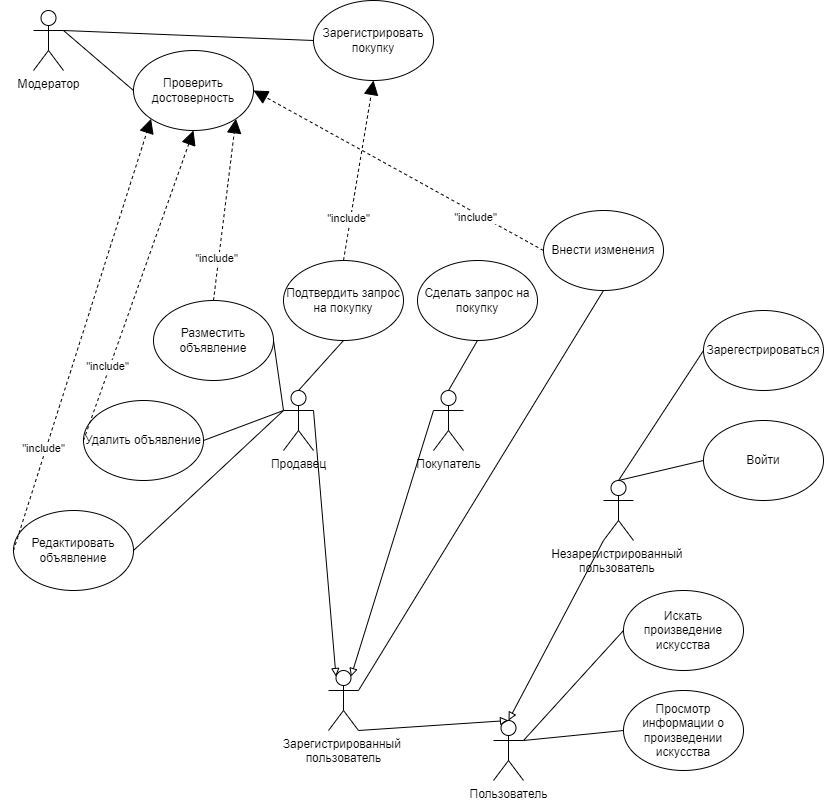 Зарегистрировать
покупку
Модератор
Проверить
достоверность
"include"
"include"
Внести изменения
"include"
Подтвердить запрос
на покупку
Сделать запрос на
покупку
Разместить
объявление
Зарегестрироваться
"include"
Удалить объявление
"include"
Продавец
Покупатель
Войти
Редактировать
объявление
Незарегистрированный
пользователь
Искать
произведение
искусства
Просмотр
информации о
произведении
искусства
Зарегистрированный
пользователь
Пользователь